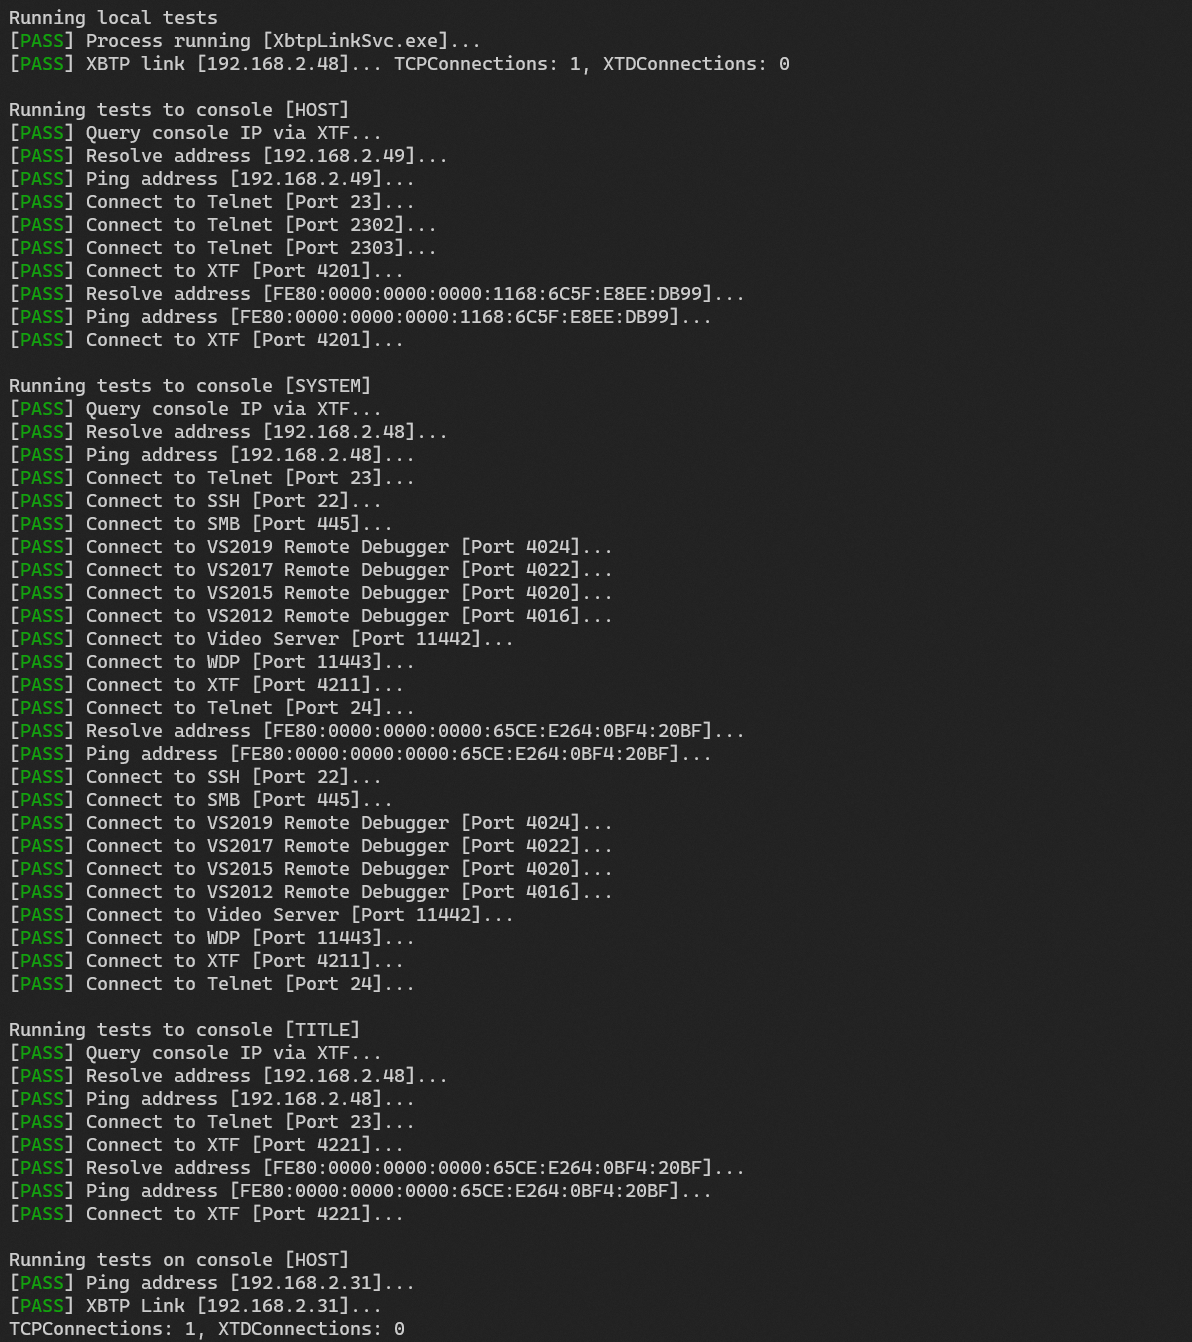 Running local tests
[PASS] Process running [XbtpLinkSvc.exe]...
[PASS] XBTP link [192.168.2.48]... TCPConnections: 1, XTDConnections: 0
Running tests to console [HOST]
[PASS] Query console IP via XTF...
[PASS] Resolve address [192.168.2.49]...
[PASS] Ping address [192.168.2.49]...
[PASS] Connect to Telnet [Port 23]...
[PASS] Connect to Telnet [Port 2302]...
[PASS] Connect to Telnet [Port 2303]...
[PASS] Connect to XTF [Port 4201]...
[PASS] Resolve address [FE80:0000:0000:0000:1168:6C5F:E8EE:DB99]...
[PASS] Ping address [FE80:0000:0000:0000:1168:6C5F:E8EE:DB99]...
[PASS] Connect to XTF [Port 4201]...
Running tests to console [SYSTEM]
[PASS] Query console IP via XTF...
[PASS] Resolve address [192.168.2.48]...
[PASS] Ping address [192.168.2.48]...
[PASS] Connect to Telnet [Port 23]...
[PASS] Connect to SSH [Port 22]...
[PASS] Connect to SMB [Port 445]...
[PASS] Connect to VS2019 Remote Debugger [Port 4024]...
[PASS] Connect to VS2017 Remote Debugger [Port 4022]...
[PASS] Connect to VS2015 Remote Debugger [Port 4020]...
[PASS] Connect to VS2012 Remote Debugger [Port 4016]...
[PASS] Connect to Video Server [Port 11442]...
[PASS] Connect to WDP [Port 11443]...
[PASS] Connect to XTF [Port 4211]...
[PASS] Connect to Telnet [Port 24]...
[PASS] Resolve address [FE80:0000:0000:0000:65CE:E264:0BF4:20BF]...
[PASS] Ping address [FE80:0000:0000:0000:65CE:E264:0BF4:20BF]...
[PASS] Connect to SSH [Port 22]...
[PASS] Connect to SMB [Port 445]...
[PASS] Connect to VS2019 Remote Debugger [Port 4024]...
[PASS] Connect to VS2017 Remote Debugger [Port 4022]...
[PASS] Connect to VS2015 Remote Debugger [Port 4020]...
[PASS] Connect to VS2012 Remote Debugger [Port 4016]...
[PASS] Connect to Video Server [Port 11442]...
[PASS] Connect to WDP [Port 11443]...
[PASS] Connect to XTF [Port 4211]...
[PASS] Connect to Telnet [Port 24]...
Running tests to console [TITLE]
[PASS] Query console IP via XTF...
[PASS] Resolve address [192.168.2.48]...
[PASS] Ping address [192.168.2.48]...
[PASS] Connect to Telnet [Port 23]...
[PASS] Connect to XTF [Port 4221]...
[PASS] Resolve address [FE80:0000:0000:0000:65CE:E264:0BF4:20BF]...
[PASS] Ping address [FE80:0000:0000:0000:65CE:E264:0BF4:20BF]...
[PASS] Connect to XTF [Port 4221]...
Running tests on console [HOST]
[PASS] Ping address [192.168.2.31]...
[PASS] XBTP Link [192.168.2.31]...
TCPConnections: 1, XTDConnections: 0